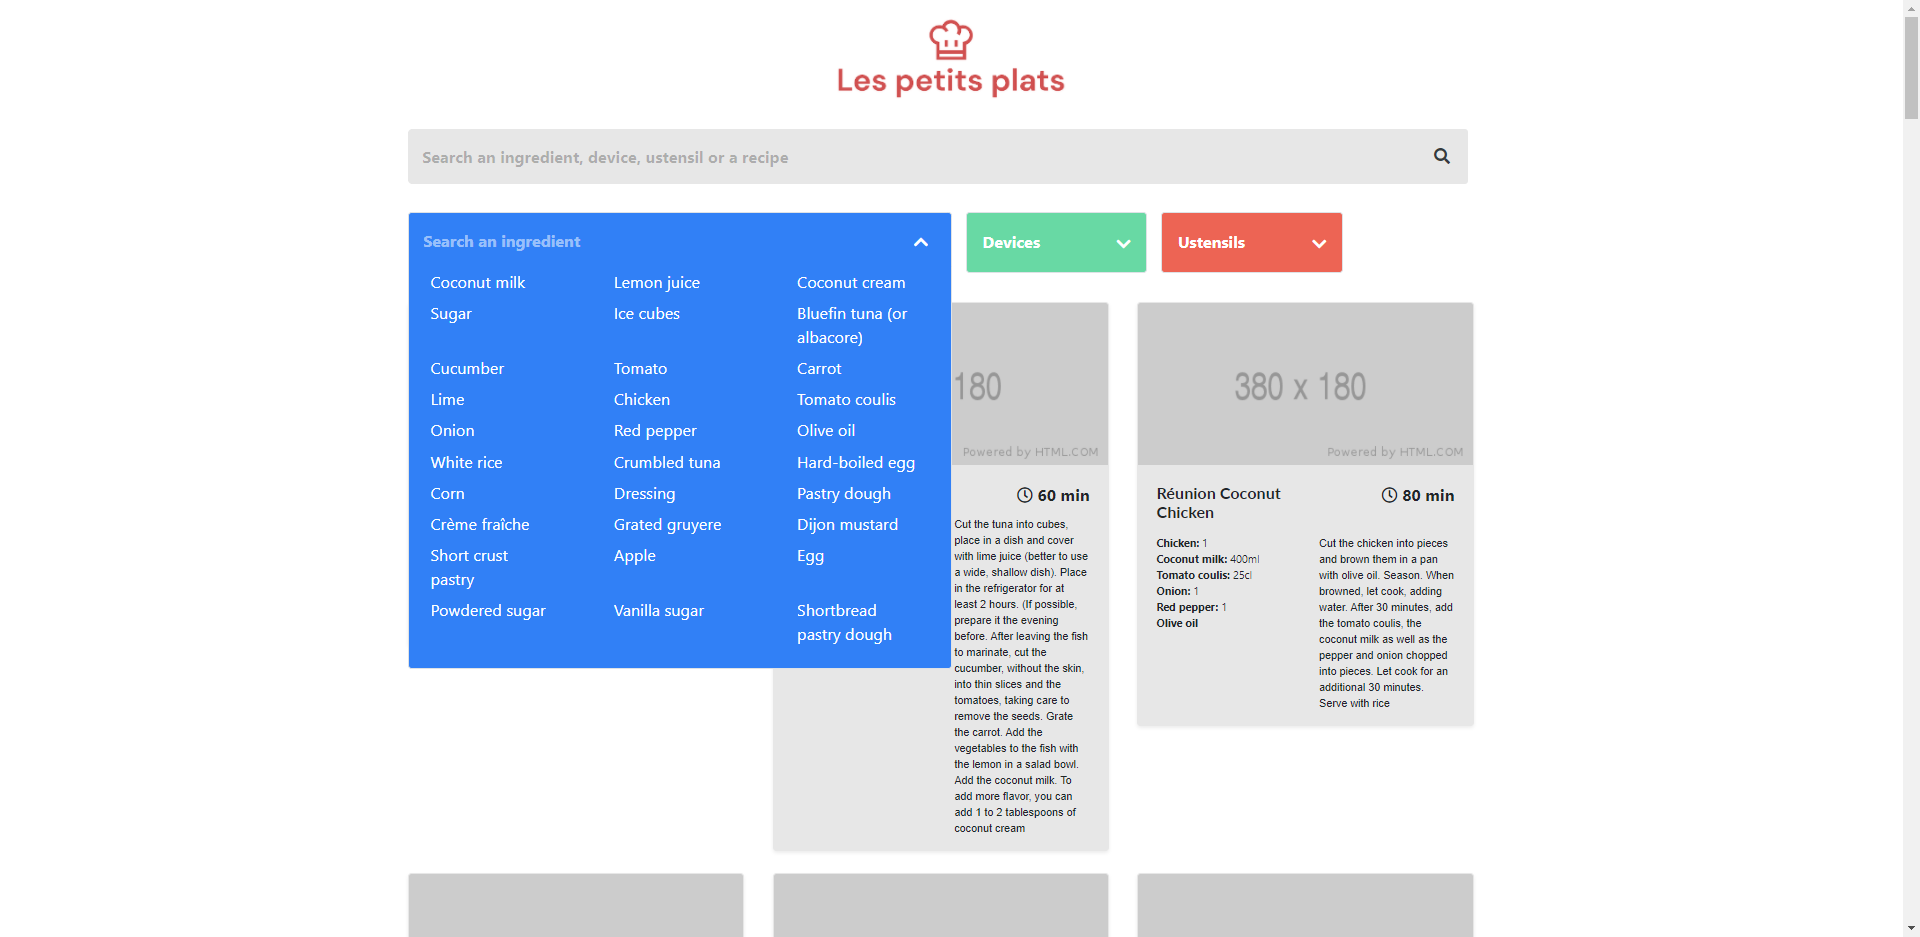 Les petits plats
Search an ingredient, device, ustensil or a recipe
Search an ingredient
Devices
Ustensils
Coconut milk
Lemon juice
Coconut cream
Sugar
Ice cubes
Bluefin tuna (or
albacore)
Cucumber
Tomato
Carrot
Lime
Chicken
Tomato coulis
Onion
Red pepper
Olive oil
White rice
Crumbled tuna
Hard-boiled egg
Corn
Dressing
Pastry dough
Crème fraîche
Grated gruyere
Dijon mustard
Short crust
pastry
Apple
Egg
Powdered sugar
Vanilla sugar
Shortbread
pastry dough
180
Powered by HTML.COM
60 min
Cut the tuna into cubes,
place in a dish and cover
with lime juice (better to use
a wide, shallow dish). Place
in the refrigerator for at
least 2 hours. (If possible,
prepare it the evening
before. After leaving the fish
to marinate, cut the
cucumber, without the skin,
into thin slices and the
tomatoes, taking care to
remove the seeds. Grate
the carrot. Add the
vegetables to the fish with
the lemon in a salad bowl.
Add the coconut milk. To
add more flavor, you can
add 1 to 2 tablespoons of
coconut cream
380 x 180
Powered by HTML.COM
Réunion Coconut
Chicken
80 min
Chicken: 1
Coconut milk: 400ml
Tomato coulis: 25cl
Onion: 1
Red pepper: 1
Olive oil
Cut the chicken into pieces
and brown them in a pan
with olive oil. Season. When
browned, let cook, adding
water. After 30 minutes, add
the tomato coulis, the
coconut milk as well as the
pepper and onion chopped
into pieces. Let cook for an
additional 30 minutes.
Serve with rice